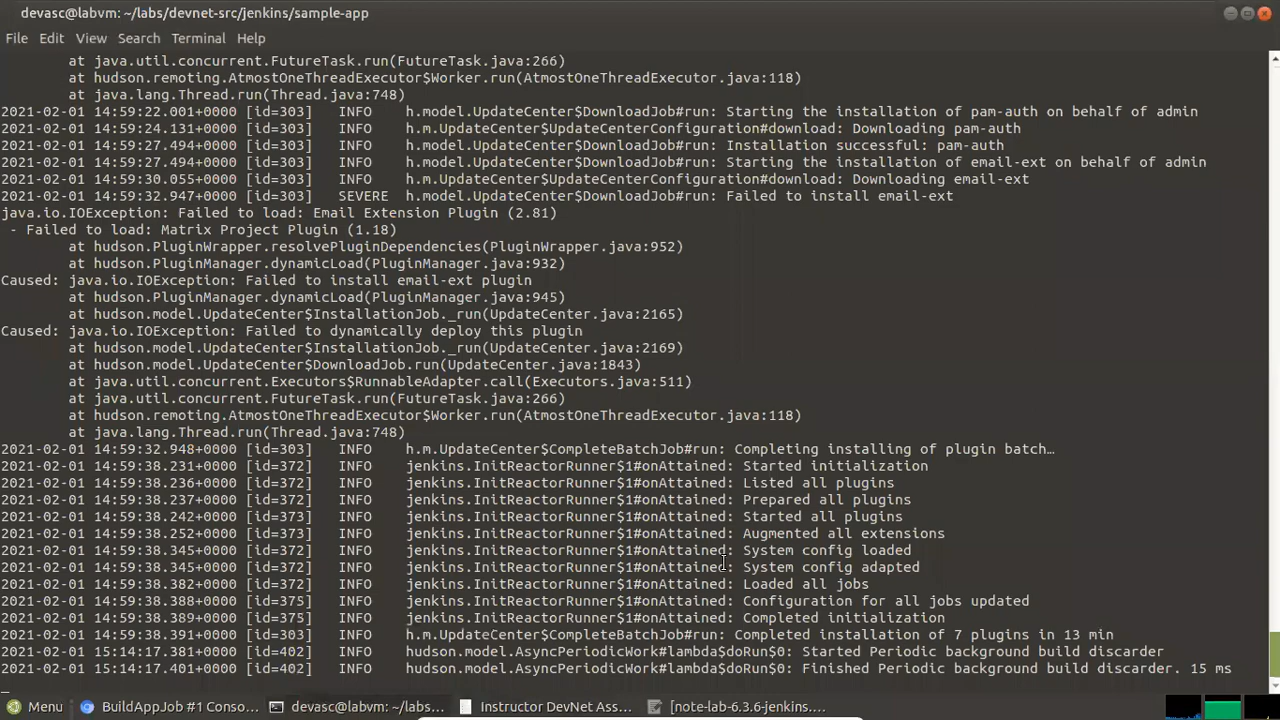 devasc@labvm: ~/labs/devnet-src/jenkins/sample-app
File Edit View Search Terminal Help
at java.util.concurrent.FutureTask.run(FutureTask.java:266)
at hudson.remoting.AtmostOneThreadExecutor$Worker.run(AtmostOneThreadExecutor.java:118)
at java.lang.Thread.run(Thread.java:748)
2021-02-01 14:59:22.001+0000 [id=303] INFO h.model.UpdateCenter$DownloadJob#run: Starting the installation of pam-auth on behalf of admin
2021-02-01 14:59:24.131+0000 [id=303] INFO h.m.UpdateCenter$UpdateCenterConfiguration#download: Downloading pam-auth
2021-02-01 14:59:27.494+0000 [id=303] INFO h.model.UpdateCenter$DownloadJob#run: Installation successful: pam-auth
2021-02-01 14:59:27.494+0000 [id=303] INFO h.model.UpdateCenter$DownloadJob#run: Starting the installation of email-ext on behalf of admin
2021-02-01 14:59:30.055+0000 [id=303] INFO h.m.UpdateCenter$UpdateCenterConfiguration#download: Downloading email-ext
2021-02-01 14:59:32.947+0000 [id=303] SEVERE h.model.UpdateCenter$DownloadJob#run: Failed to install email-ext
java.io.IOException: Failed to load: Email Extension Plugin (2.81)
- Failed to load: Matrix Project Plugin (1.18)
at hudson.PluginWrapper.resolvePluginDependencies(PluginWrapper.java:952)
at hudson.PluginManager.dynamicLoad(PluginManager.java:932)
Caused: java.io.IOException: Failed to install email-ext plugin
at hudson.PluginManager.dynamicLoad(PluginManager.java:945)
at hudson.model.UpdateCenter$InstallationJob._run(UpdateCenter.java:2165)
Caused: java.io.IOException: Failed to dynamically deploy this plugin
at hudson.model.UpdateCenter$InstallationJob._run(UpdateCenter.java:2169)
at hudson.model.UpdateCenter$DownloadJob.run(UpdateCenter.java:1843)
at java.util.concurrent.Executors$RunnableAdapter.call(Executors.java:511)
at java.util.concurrent.FutureTask.run(FutureTask.java:266)
at hudson.remoting.AtmostOneThreadExecutor$Worker.run(AtmostOneThreadExecutor.java:118)
at java.lang.Thread.run(Thread.java:748)
2021-02-01 14:59:32.948+0000 [id=303] INFO h.m.UpdateCenter$CompleteBatchJob#run: Completing installing of plugin batch…
2021-02-01 14:59:38.231+0000 [id=372] INFO jenkins.InitReactorRunner$1#onAttained: Started initialization
2021-02-01 14:59:38.236+0000 [id=372] INFO jenkins.InitReactorRunner$1#onAttained: Listed all plugins
2021-02-01 14:59:38.237+0000 [id=372] INFO jenkins.InitReactorRunner$1#onAttained: Prepared all plugins
2021-02-01 14:59:38.242+0000 [id=373] INFO jenkins.InitReactorRunner$1#onAttained: Started all plugins
2021-02-01 14:59:38.252+0000 [id=373] INFO jenkins.InitReactorRunner$1#onAttained: Augmented all extensions
2021-02-01 14:59:38.345+0000 [id=372] INFO jenkins.InitReactorRunner$1#onAttained: System config loaded
2021-02-01 14:59:38.345+0000 [id=372] INFO jenkins.InitReactorRunner$1#onAttained: System config adapted
2021-02-01 14:59:38.382+0000 [id=372] INFO jenkins.InitReactorRunner$1#onAttained: Loaded all jobs
2021-02-01 14:59:38.388+0000 [id=375] INFO jenkins.InitReactorRunner$1#onAttained: Configuration for all jobs updated
2021-02-01 14:59:38.389+0000 [id=375] INFO jenkins.InitReactorRunner$1#onAttained: Completed initialization
2021-02-01 14:59:38.391+0000 [id=303] INFO h.m.UpdateCenter$CompleteBatchJob#run: Completed installation of 7 plugins in 13 min
2021-02-01 15:14:17.381+0000 [id=402] INFO hudson.model.AsyncPeriodicWork#lambda$doRun$0: Started Periodic background build discarder
2021-02-01 15:14:17.401+0000 [id=402] INFO hudson.model.AsyncPeriodicWork#lambda$doRun$0: Finished Periodic background build discarder. 15 ms
Menu BuildAppJob #1 Conso... devasc@labvm: ~/labs... Instructor DevNet Ass... [note-lab-6.3.6-jenkins....